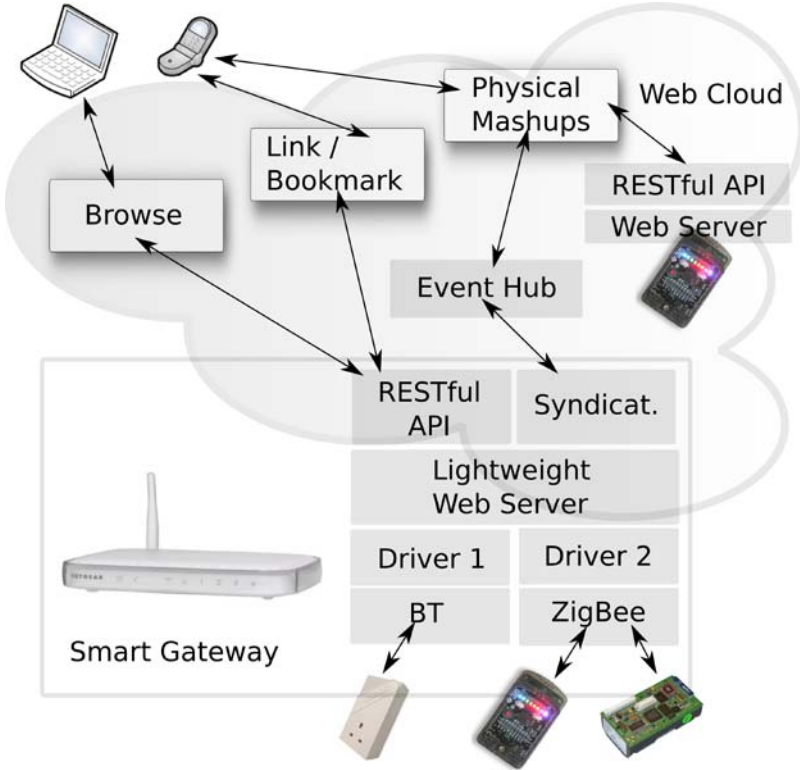 Physical
Mashups
Web Cloud
Link /
Bookmark
RESTful API
Browse
Web Server
Event Hub
RESTful
API
Syndicat.
Lightweight
Web Server
NETGEAR
Driver 1
Driver 2
BT
ZigBee
Smart Gateway